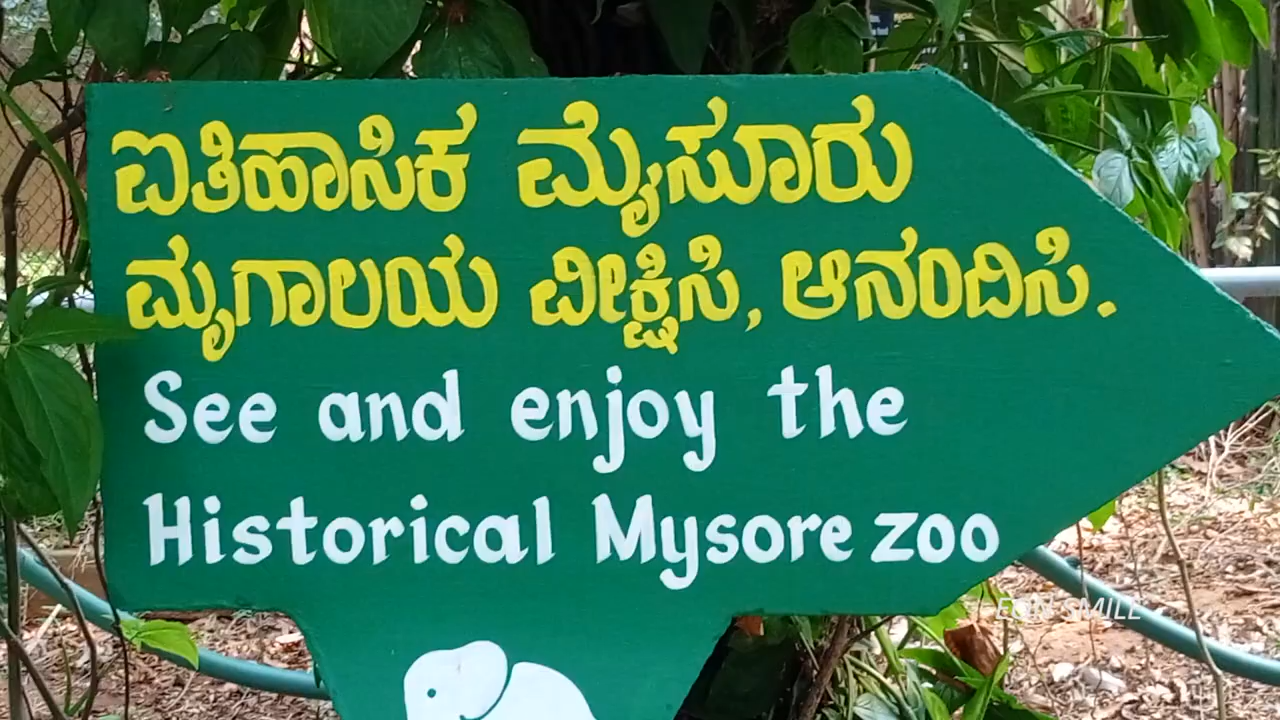 ಐತಿಹಾಸಿಕ ಮೈಸೂರು
ಮೃಗಾಲಯ ವೀಕ್ಷಿಸಿ, ಆನಂದಿಸಿ.
See and enjoy the
Historical Mysore zoo